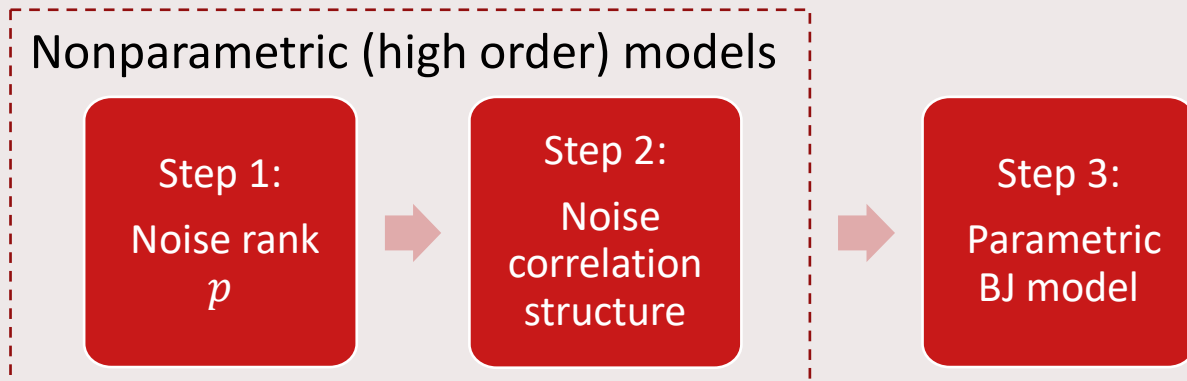 Nonparametric (high order) models
Step 1:
Noise rank
𝑝
Step 2:
Noise
correlation
structure
Step 3:
Parametric
BJ model